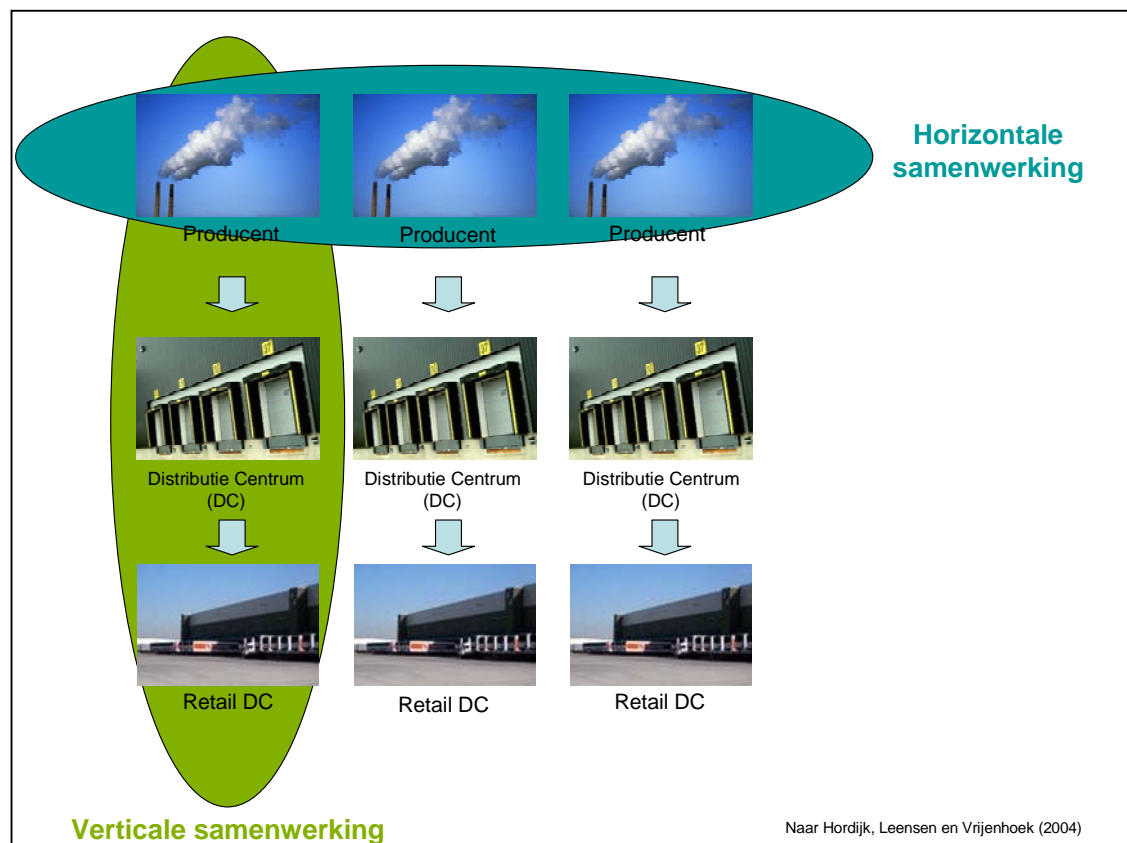 Horizontale
samenwerking
Producent
Producent
Producent
Distributie Centrum
(DC)
Distributie Centrum
(DC)
Distributie Centrum
(DC)
Retail DC
Retail DC
Retail DC
Verticale samenwerking
Naar Hordijk, Leensen en Vrijenhoek (2004)